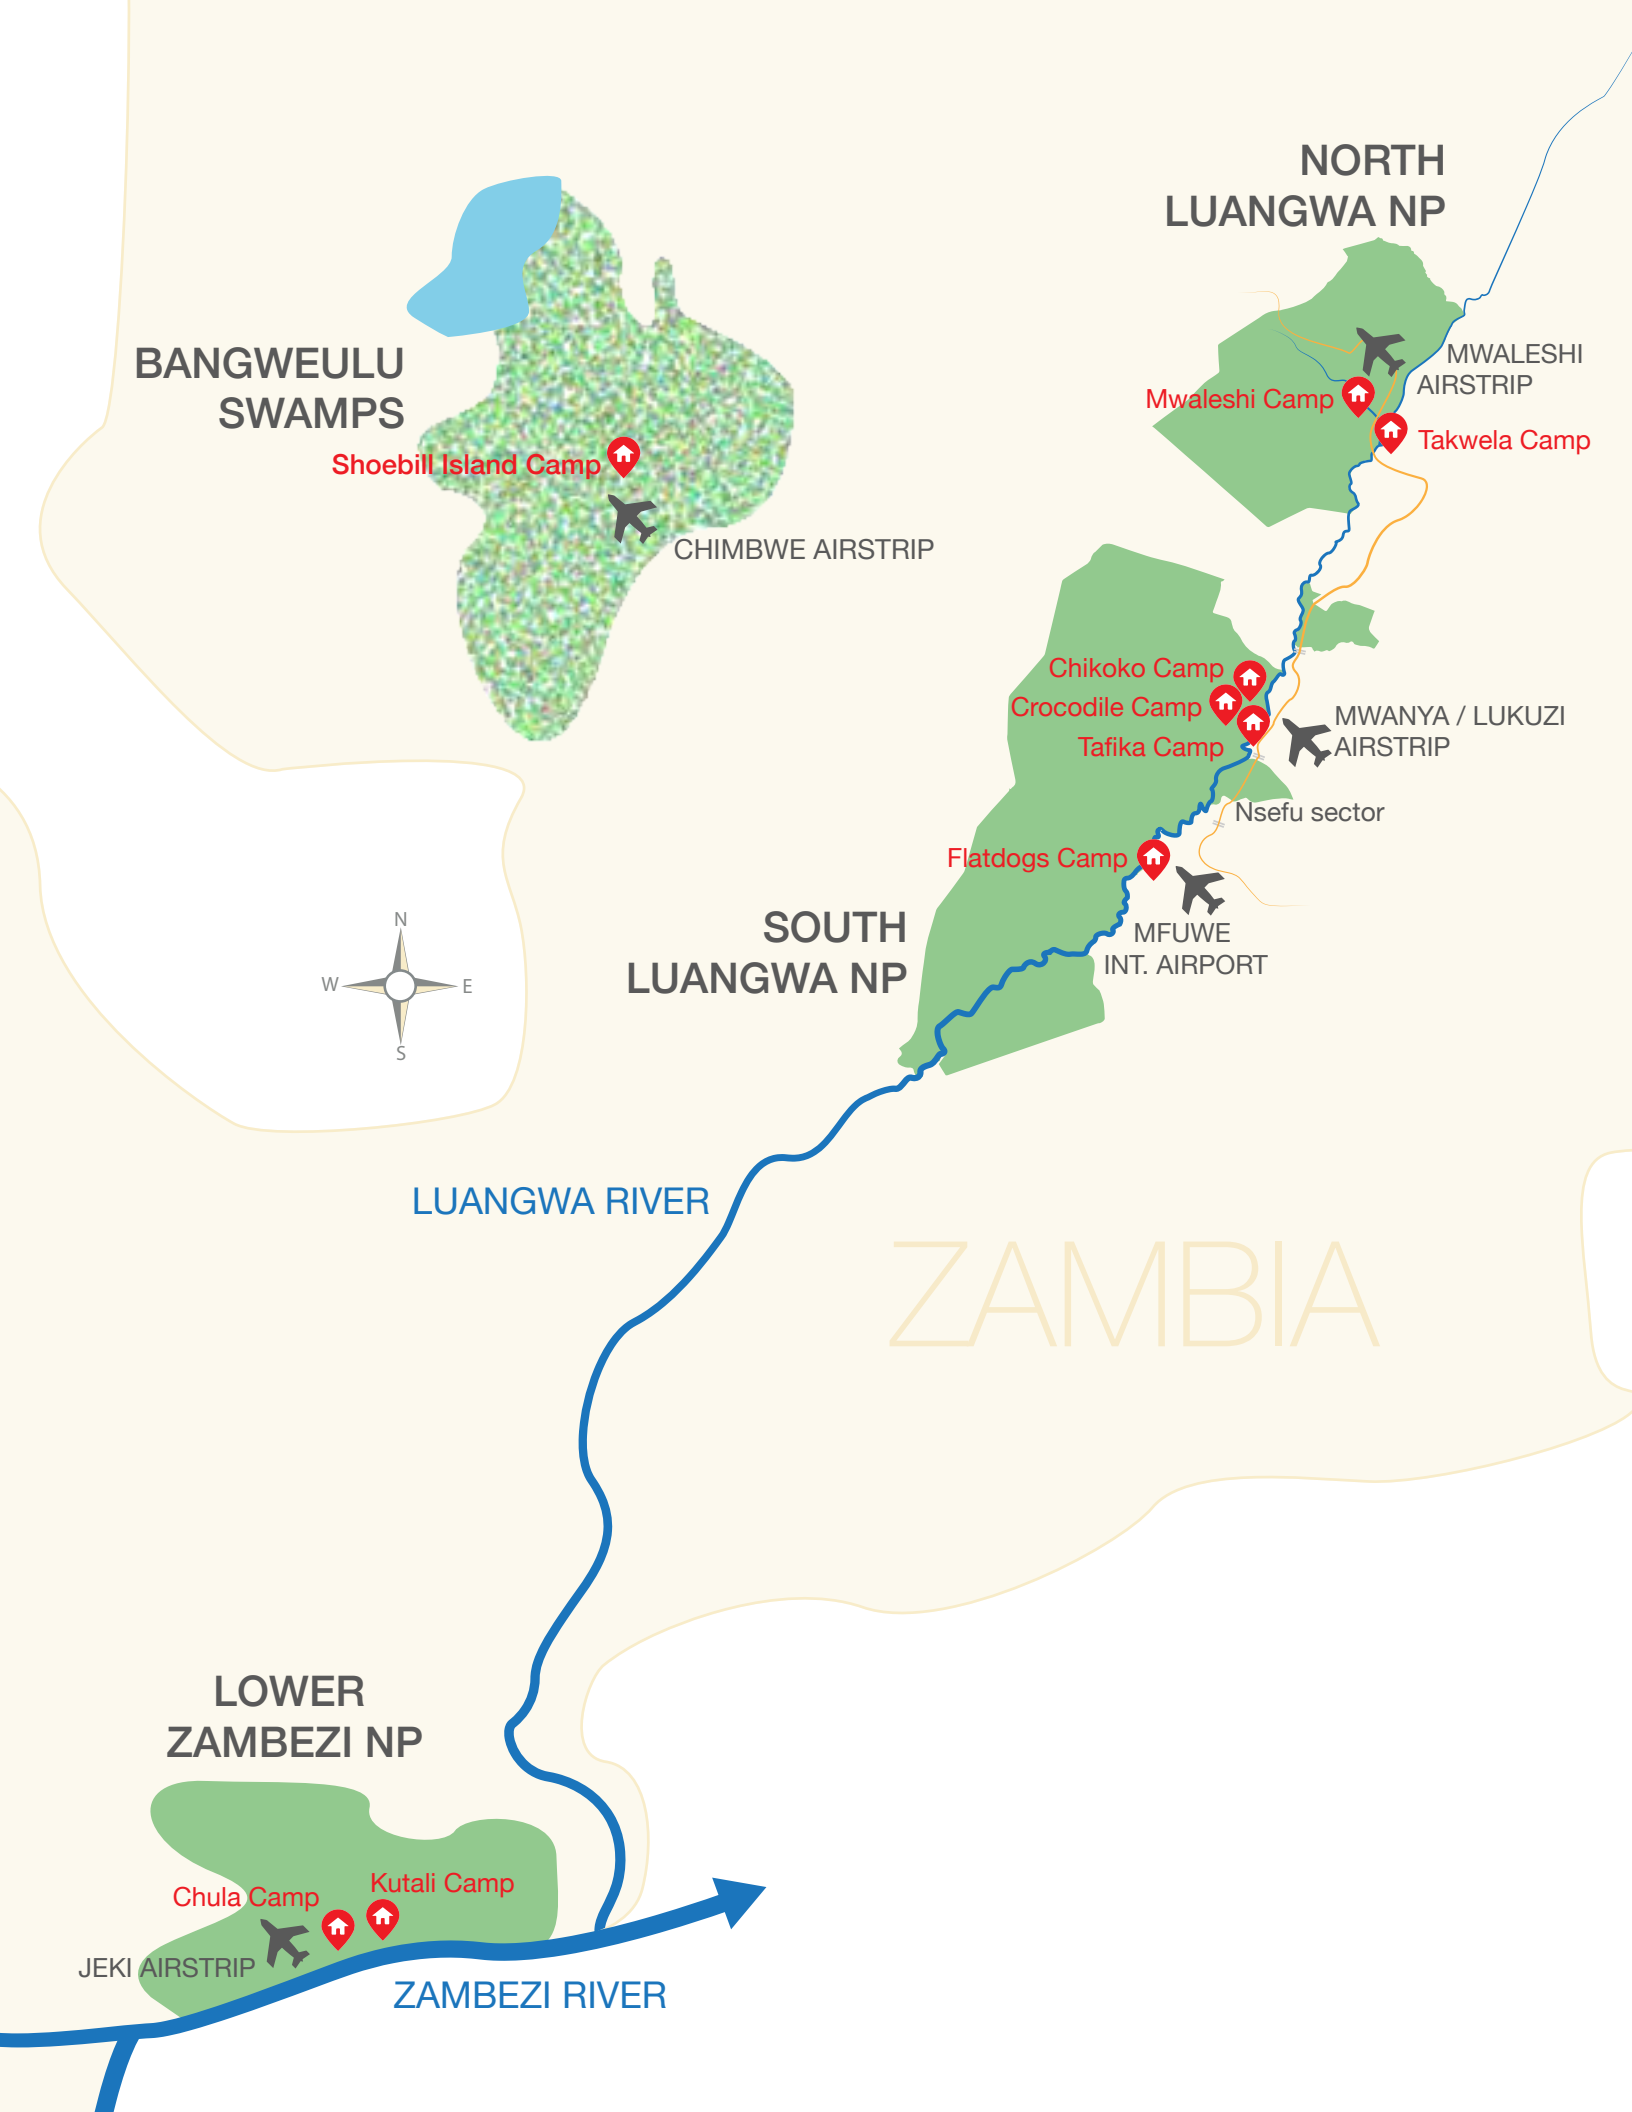 NORTH
LUANGWA NP
BANGWEULU
SWAMPS
MWALESHI
AIRSTRIP
Mwaleshi Camp
Takwela Camp
Shoebill Island Camp
CHIMBWE AIRSTRIP
Chikoko Camp
Crocodile Camp
Tafika Camp
MWANYA / LUKUZI
AIRSTRIP
Nsefu sector
Flatdogs Camp
SOUTH
LUANGWA NP
MFUWE
INT. AIRPORT
N
W
E
S
LUANGWA RIVER
ZAMBIA
LOWER
ZAMBEZI NP
Chula Camp
Kutali Camp
JEKI AIRSTRIP
ZAMBEZI RIVER